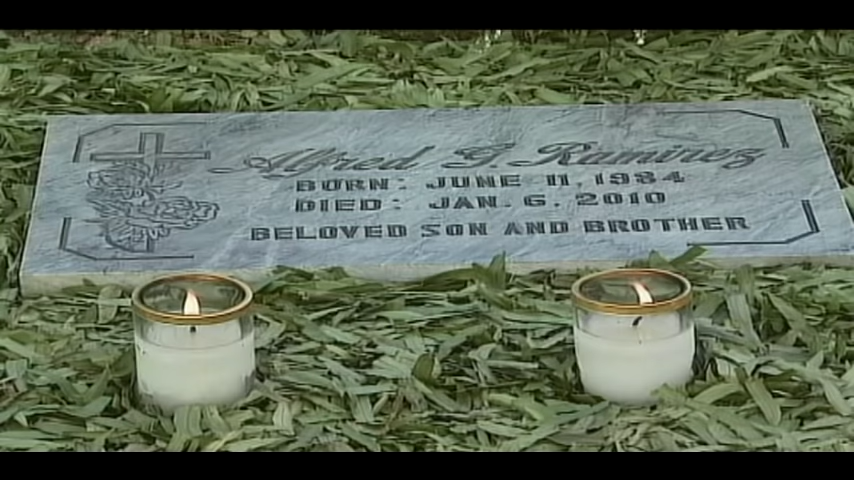 Alfred G. Ramirez
BORN: JUNE 11, 1984
DIED: JAN. 6, 2010
BELOVED SON AND BROTHER